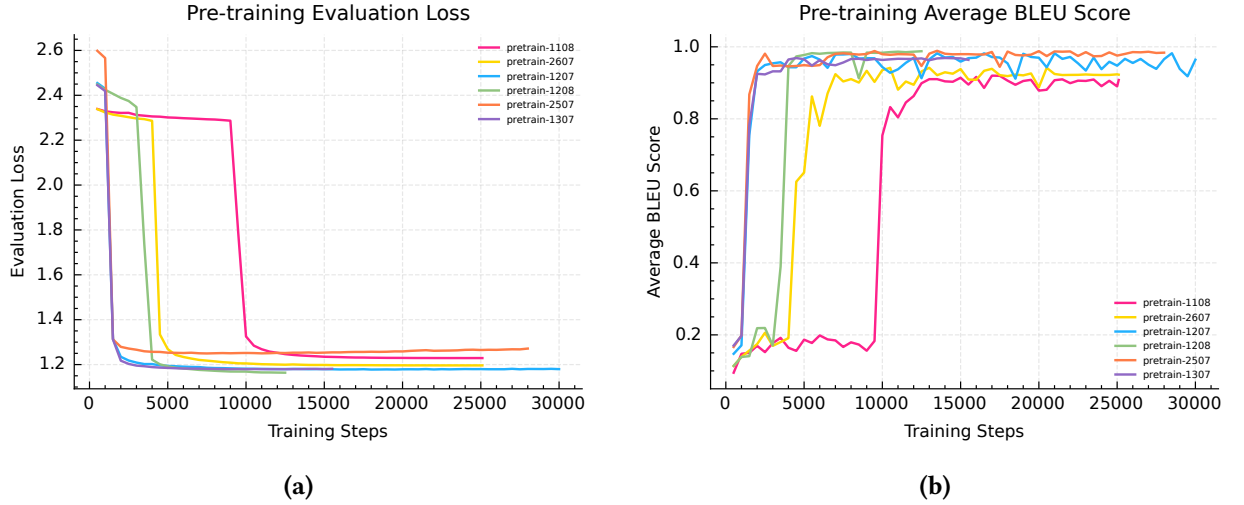 Pre-training Evaluation Loss
2.6
2.4
2.2
2.0
1.8
1.6
1.4
1.2
Evaluation Loss
0
5000
10000
15000
20000
25000
30000
Training Steps
pretrain-1108
pretrain-2607
pretrain-1207
pretrain-1208
pretrain-2507
pretrain-1307
(a)
Pre-training Average BLEU Score
1.0
0.8
0.6
0.4
0.2
Average BLEU Score
0
5000
10000
15000
20000
25000
30000
Training Steps
pretrain-1108
pretrain-2607
pretrain-1207
pretrain-1208
pretrain-2507
pretrain-1307
(b)